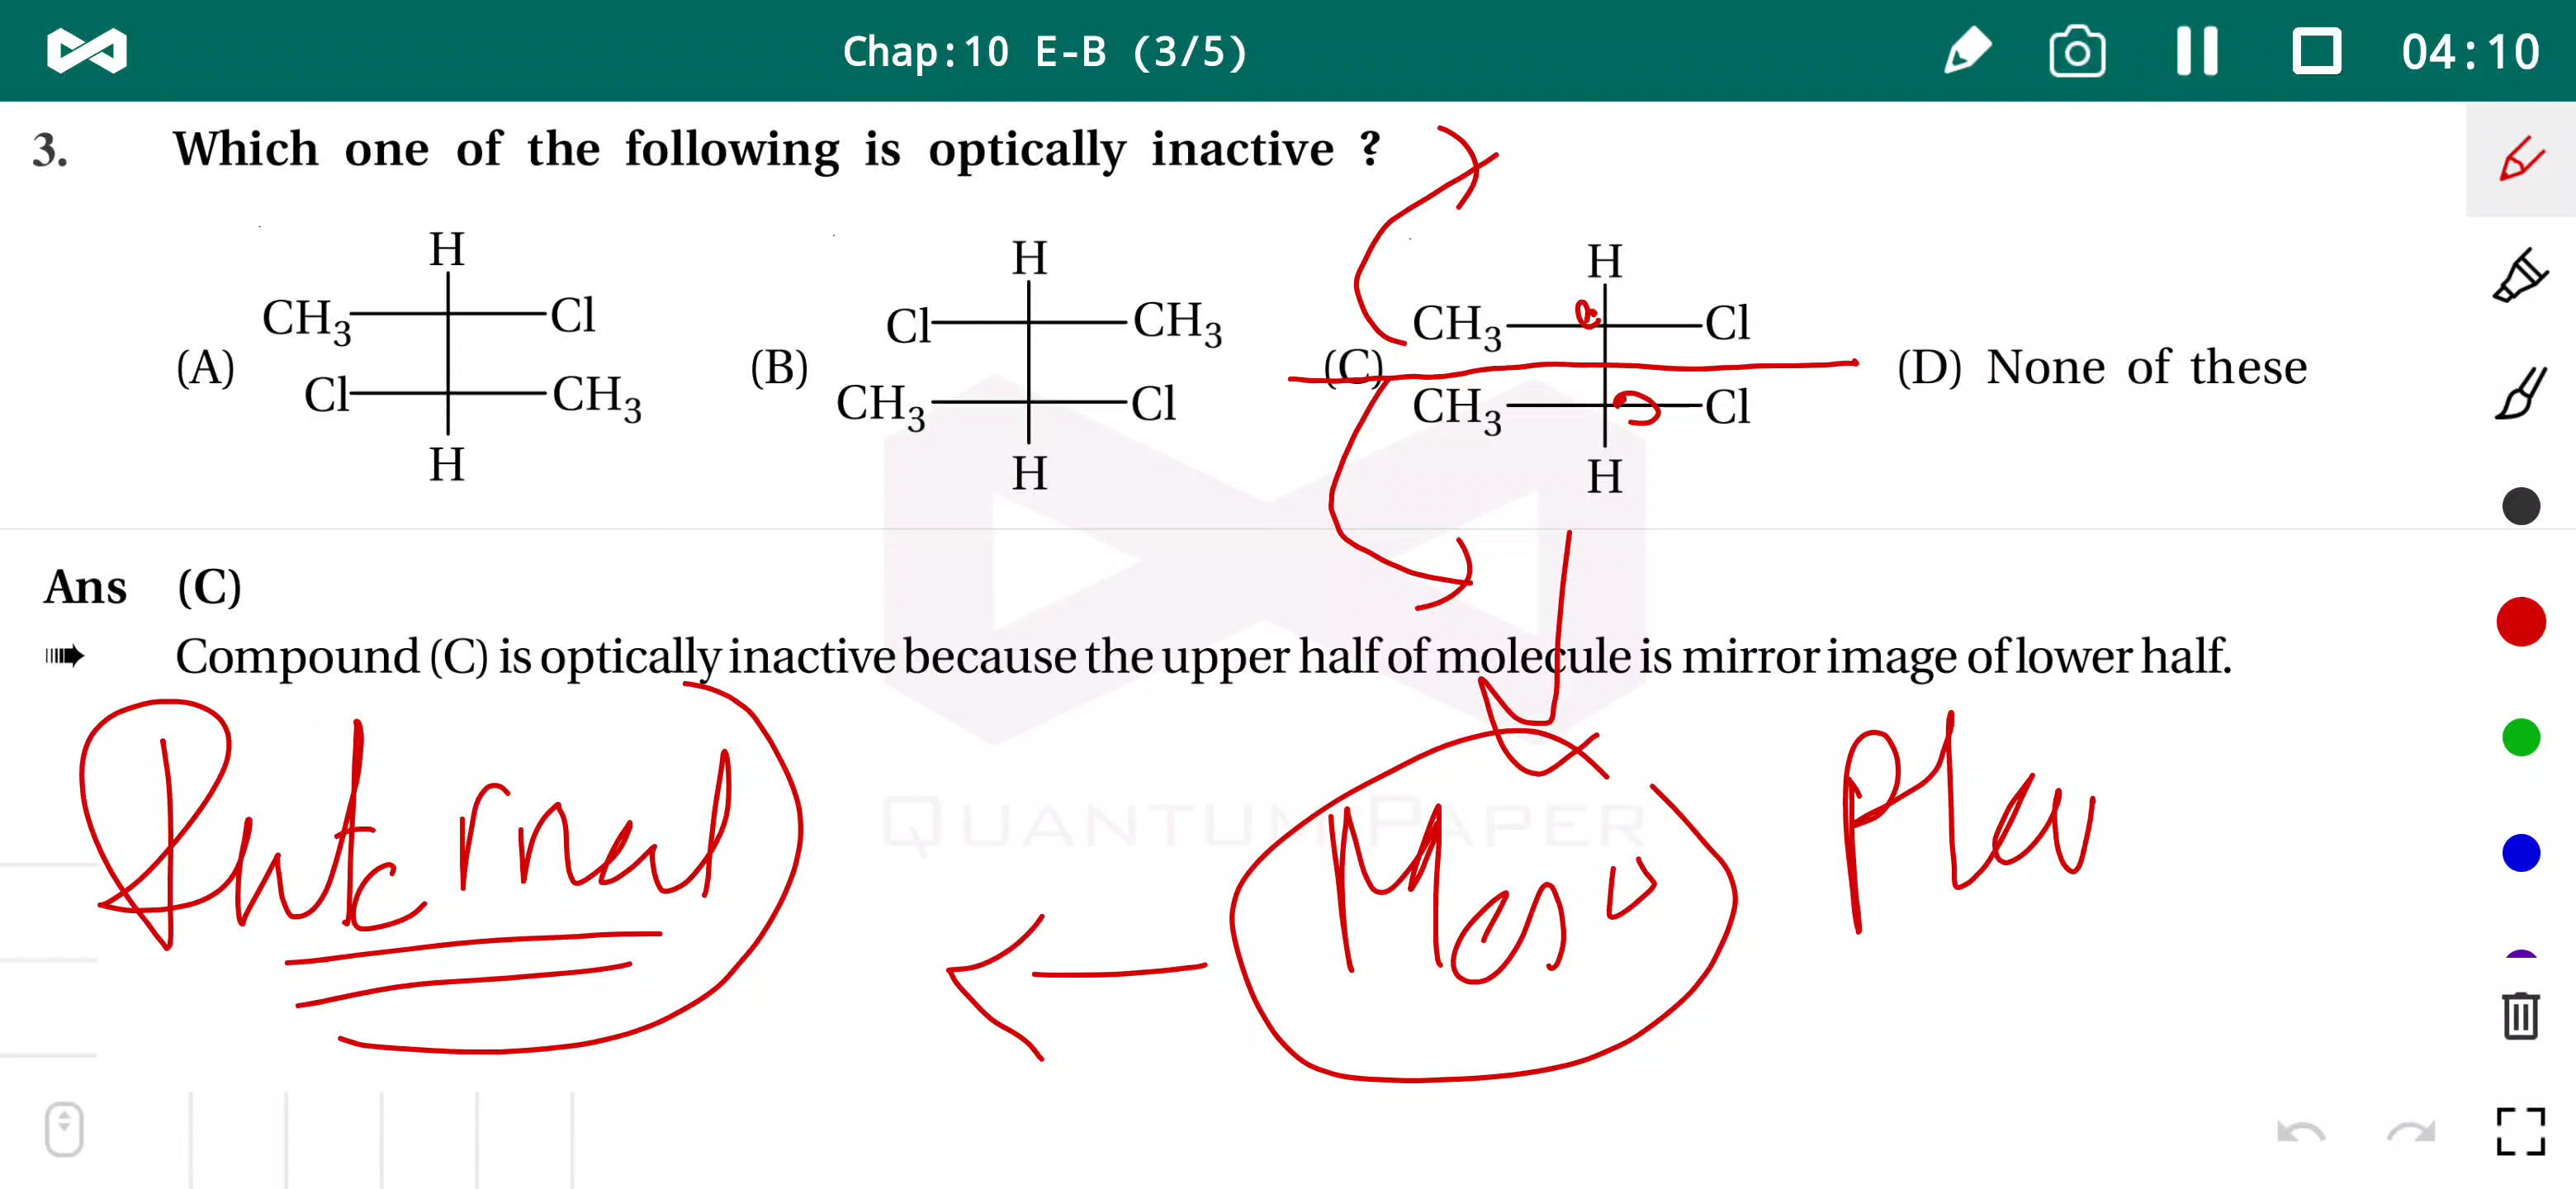 Chap:10 E-B (3/5)
04:10
3. Which one of the following is optically inactive ?
H
CH3 Cl
(A)
Cl CH3
H
H
Cl CH3
(B)
CH3 Cl
H
H
CH3 Cl
(C)
CH3 Cl
H
(D) None of these
Ans (C)
Compound (C) is optically inactive because the upper half of molecule is mirror image of lower half.
QUANTUM PAPER
Meso